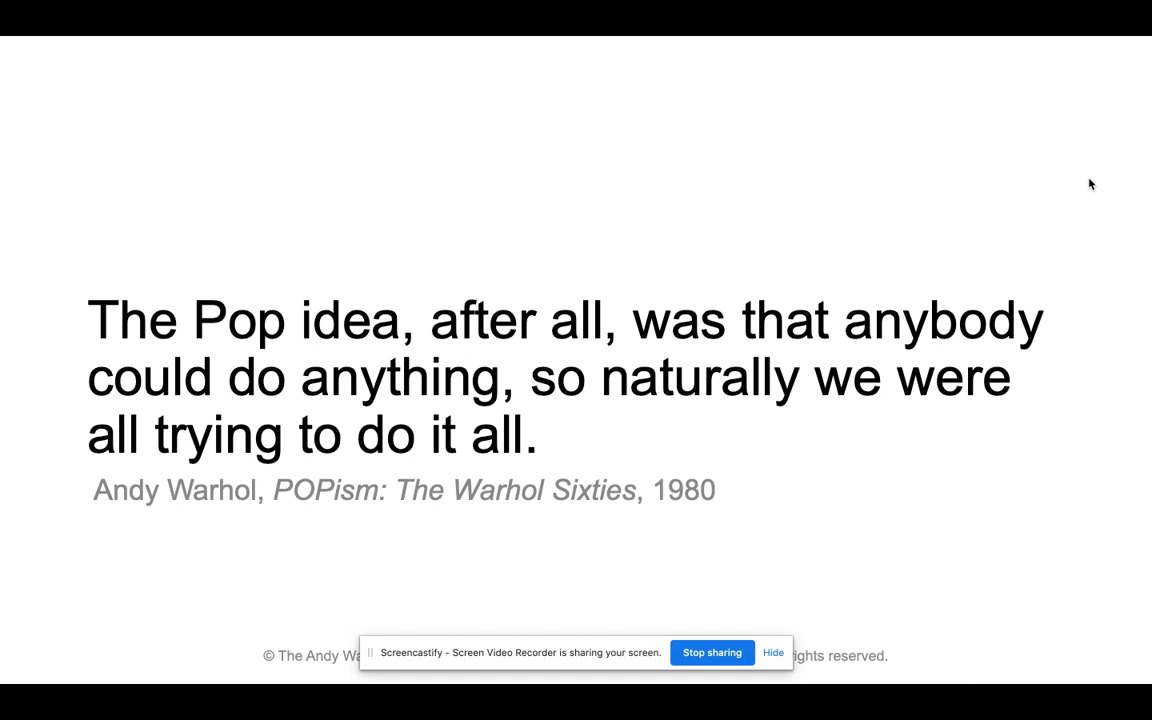 The Pop idea, after all, was that anybody
could do anything, so naturally we were
all trying to do it all.
Andy Warhol, POPism: The Warhol Sixties, 1980
© The Andy
Screencastify - Screen Video Recorder is sharing your screen. Stop sharing Hide
reserved.